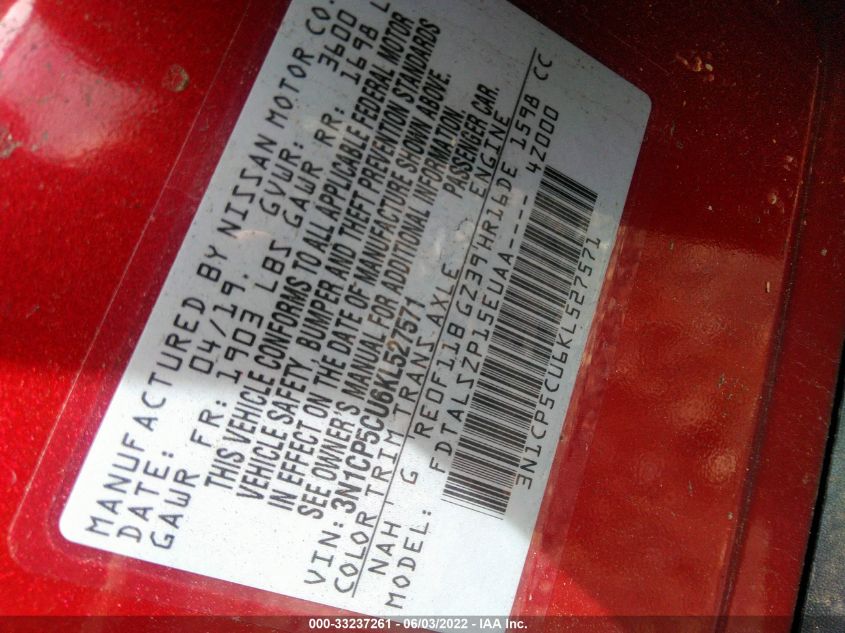 MANUFACTURED BY NISSAN MOTOR CO.
DATE: 04/19. GVWR: 3600
GAWR FR: 1903 LBS GAWR RR: 1698 L
THIS VEHICLE CONFORMS TO ALL APPLICABLE FEDERAL MOTOR
VEHICLE SAFETY, BUMPER AND THEFT PREVENTION STANDARDS
IN EFFECT ON THE DATE OF MANUFACTURE SHOWN ABOVE.
SEE OWNER'S MANUAL FOR ADDITIONAL INFORMATION.
VIN: 3N1CP5CU6KL527571 PASSENGER CAR.
COLOR TRIM TRANS AXLE ENGINE
NAH G RE0F11B GZ39 HR16DE 1598 CC
MODEL: FDTALSZP15EUAA---- 4Z000
3N1CP5CU6KL527571
000-33237261 - 06/03/2022 - IAA Inc.